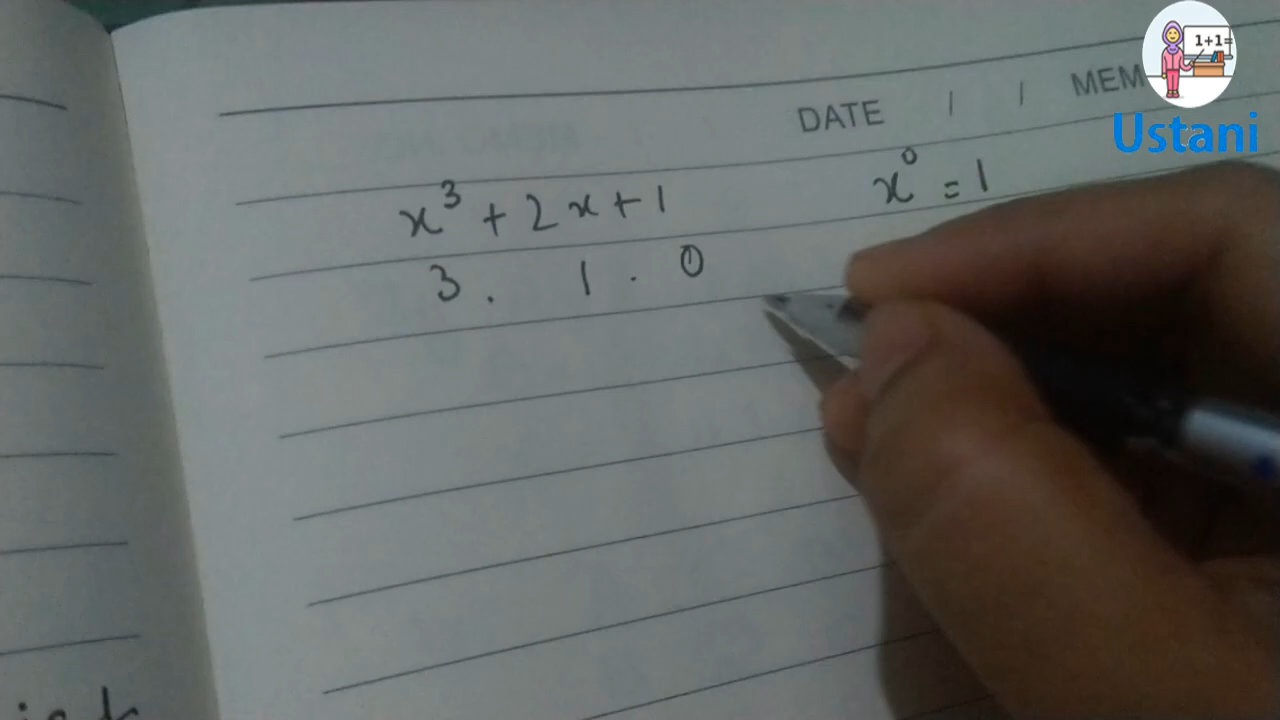 1+1=
Ustani
DATE / / MEM
x³ + 2x + 1
x⁰ = 1
3 . 1 . 0